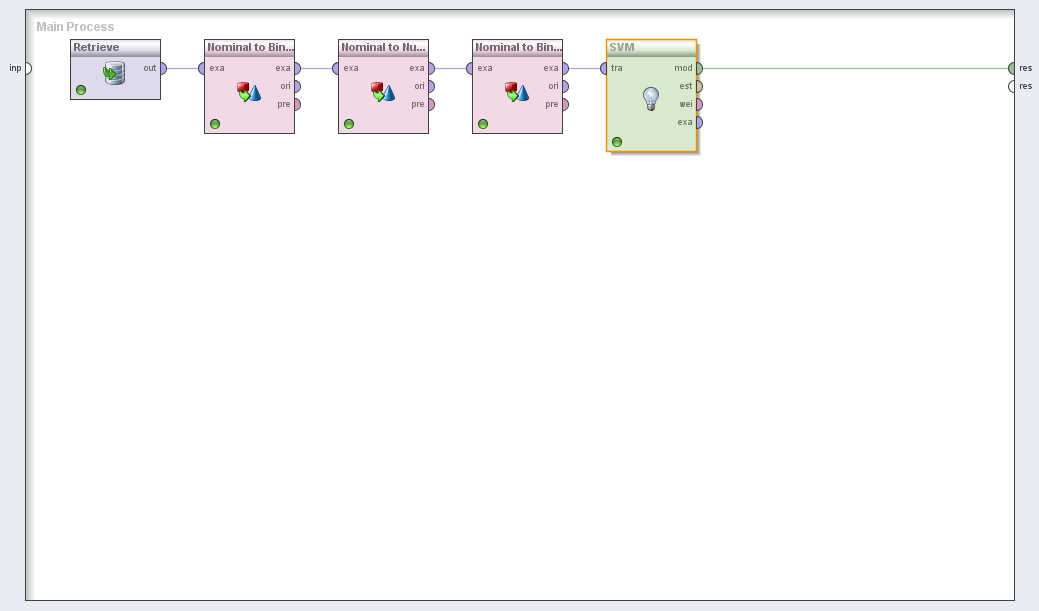 Main Process
Retrieve
Nominal to Bin...
Nominal to Nu...
Nominal to Bin...
SVM
inp
out
exa
exa
exa
exa
exa
exa
tra
mod
res
ori
ori
ori
est
res
pre
pre
pre
wei
exa